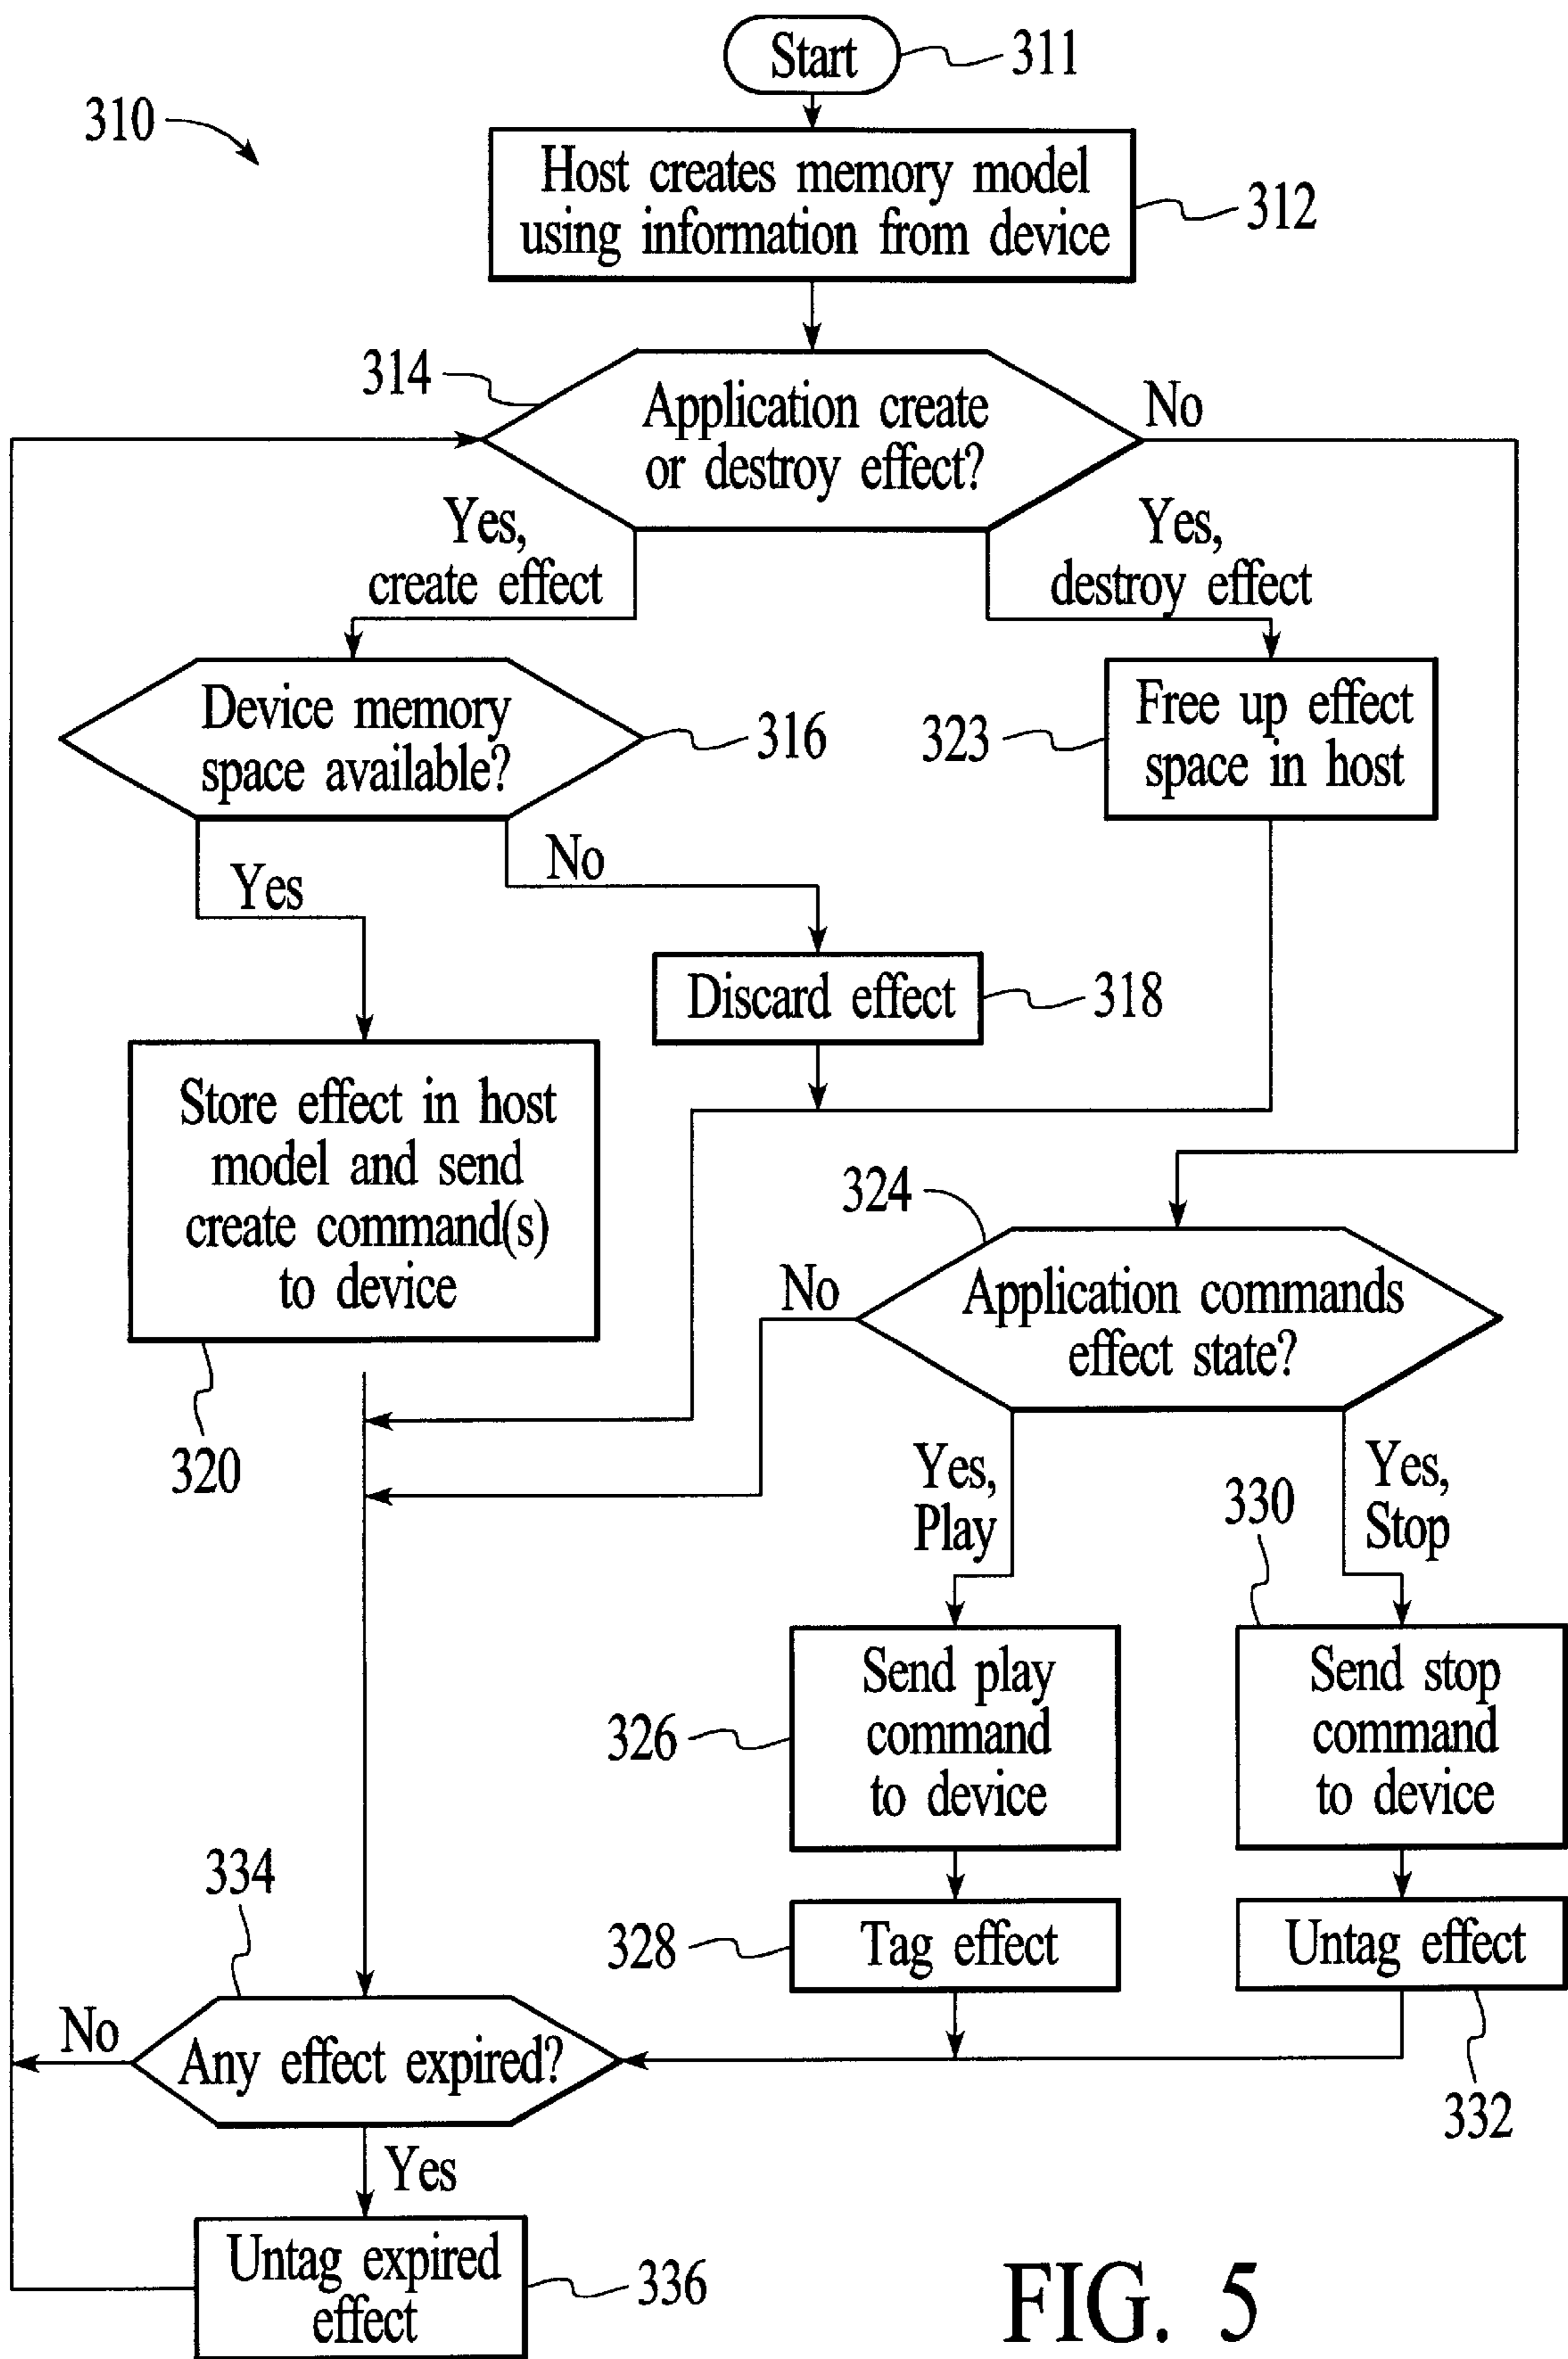 Start
311
310
Host creates memory model
using information from device
312
314
Application create
or destroy effect?
No
Yes,
create effect
Yes,
destroy effect
Device memory
space available?
316
323
Free up effect
space in host
Yes
No
Discard effect
318
Store effect in host
model and send
create command(s)
to device
320
324
No
Application commands
effect state?
Yes,
Play
330
Yes,
Stop
326
Send play
command
to device
Send stop
command
to device
334
328
Tag effect
Untag effect
No
Any effect expired?
332
Yes
Untag expired
effect
336
FIG. 5